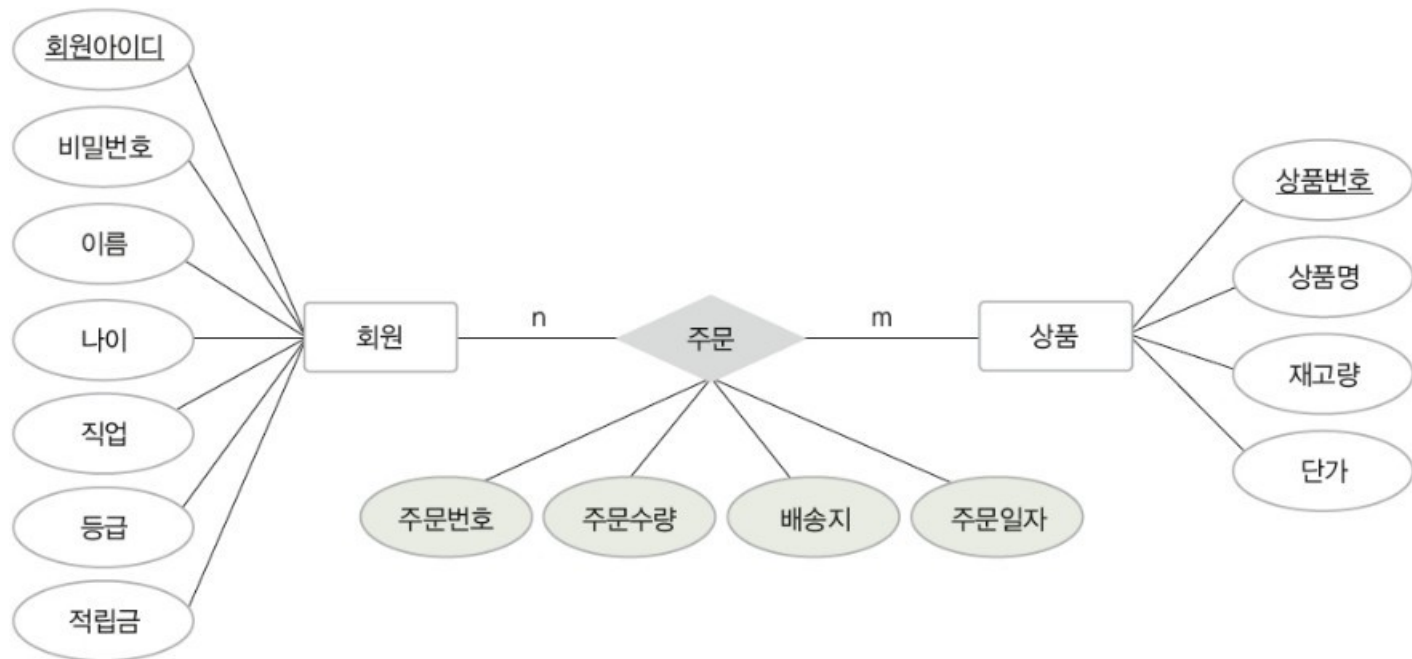 회원아이디
비밀번호
이름
나이
직업
등급
적립금
회원
n
주문
m
상품
주문번호
주문수량
배송지
주문일자
상품번호
상품명
재고량
단가